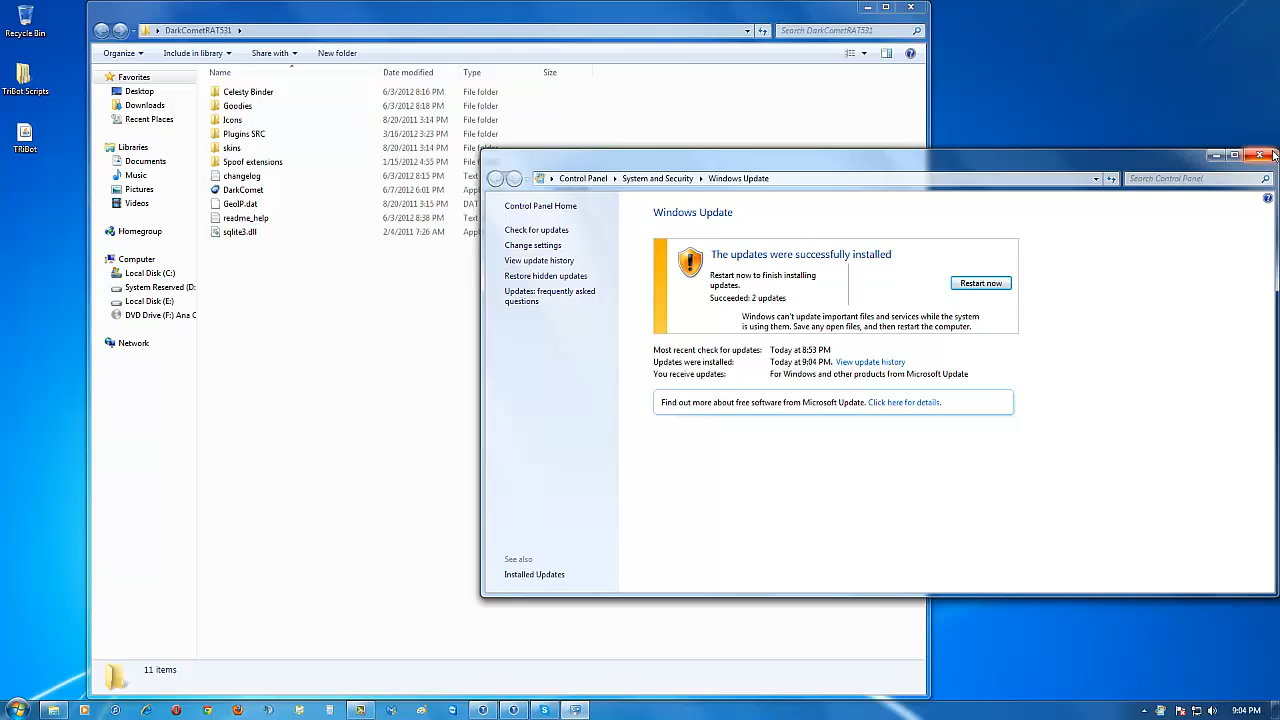 Recycle Bin
TriBot Scripts
TRiBot
DarkCometRAT531
Search DarkCometRAT531
Organize
Include in library
Share with
New folder
Name
Date modified
Type
Size
Favorites
Desktop
Downloads
Recent Places
Libraries
Documents
Music
Pictures
Videos
Homegroup
Computer
Local Disk (C:)
System Reserved (D:
Local Disk (E:)
DVD Drive (F:) Ana C
Network
Celesty Binder 6/3/2012 8:16 PM File folder
Goodies 6/3/2012 8:18 PM File folder
Icons 8/20/2011 3:14 PM File folder
Plugins SRC 3/16/2012 3:23 PM File folder
skins 8/20/2011 3:14 PM File folder
Spoof extensions 1/15/2012 4:55 PM File folder
changelog 6/3/2012 8:15 PM Text
DarkComet 6/7/2012 6:01 PM Appl
GeoIP.dat 8/20/2011 3:15 PM DAT
readme_help 6/3/2012 8:38 PM Text
sqlite3.dll 2/4/2011 7:26 AM Appl
11 items
Control Panel
System and Security
Windows Update
Search Control Panel
Control Panel Home
Check for updates
Change settings
View update history
Restore hidden updates
Updates: frequently asked
questions
See also
Installed Updates
Windows Update
The updates were successfully installed
Restart now to finish installing
updates.
Succeeded: 2 updates
Restart now
Windows can't update important files and services while the system
is using them. Save any open files, and then restart the computer.
Most recent check for updates: Today at 8:53 PM
Updates were installed: Today at 9:04 PM. View update history
You receive updates: For Windows and other products from Microsoft Update
Find out more about free software from Microsoft Update. Click here for details.
9:04 PM